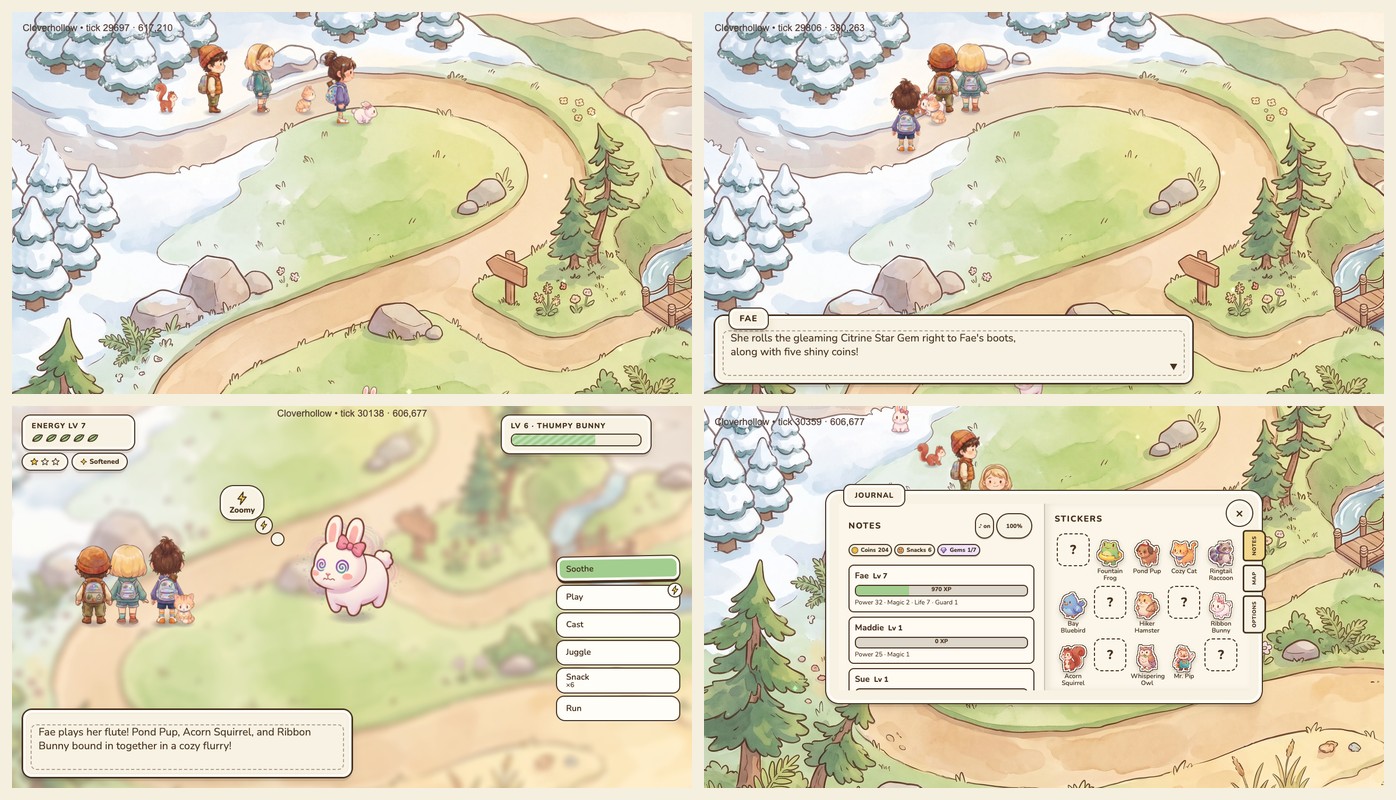 Cloverhollow • tick 29697 · 617,210
Cloverhollow • tick 29806 · 380,263
FAE
She rolls the gleaming Citrine Star Gem right to Fae's boots,
along with five shiny coins!
Cloverhollow • tick 30138 · 606,677
ENERGY LV 7
Softened
LV 6 · THUMPY BUNNY
Zoomy
Soothe
Play
Cast
Juggle
Snack
×6
Run
Fae plays her flute! Pond Pup, Acorn Squirrel, and Ribbon
Bunny bound in together in a cozy flurry!
Cloverhollow • tick 30359 · 606,677
JOURNAL
NOTES
♪ on
100%
Coins 204
Snacks 6
Gems 1/7
Fae Lv 7
970 XP
Power 32 · Magic 2 · Life 7 · Guard 1
Maddie Lv 1
0 XP
Power 25 · Magic 1
Sue Lv 1
STICKERS
×
?
Fountain
Frog
Pond Pup
Cozy Cat
Ringtail
Raccoon
Bay
Bluebird
?
Hiker
Hamster
?
Ribbon
Bunny
Acorn
Squirrel
?
Whispering
Owl
Mr. Pip
?
NOTES
MAP
OPTIONS